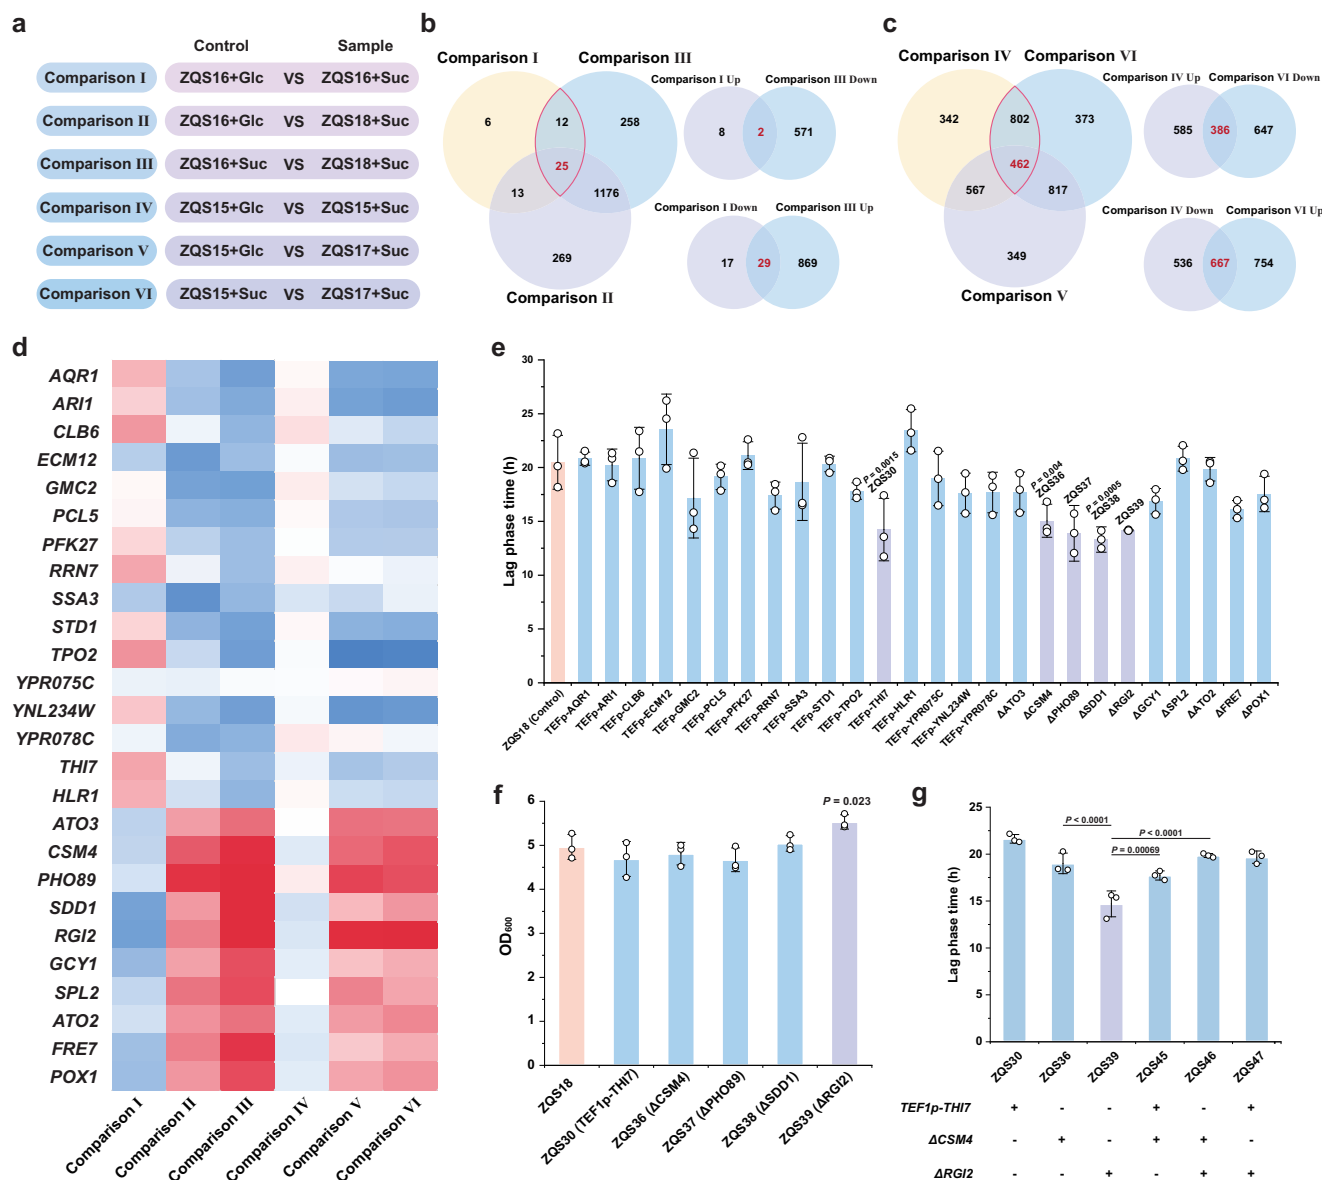 a
Control Sample
Comparison I ZQS16+Glc VS ZQS16+Suc
Comparison II ZQS16+Glc VS ZQS18+Suc
Comparison III ZQS16+Suc VS ZQS18+Suc
Comparison IV ZQS15+Glc VS ZQS15+Suc
Comparison V ZQS15+Glc VS ZQS17+Suc
Comparison VI ZQS15+Suc VS ZQS17+Suc
b
Comparison I Comparison III
6 12 258
25
13 1176
269
Comparison II
Comparison I Up Comparison III Down
8 2 571
Comparison I Down Comparison III Up
17 29 869
c
Comparison IV Comparison VI
342 802 373
462
567 817
349
Comparison V
Comparison IV Up Comparison VI Down
585 386 647
Comparison IV Down Comparison VI Up
536 667 754
d
AQR1
ARI1
CLB6
ECM12
GMC2
PCL5
PFK27
RRN7
SSA3
STD1
TPO2
YPR075C
YNL234W
YPR078C
THI7
HLR1
ATO3
CSM4
PHO89
SDD1
RGI2
GCY1
SPL2
ATO2
FRE7
POX1
Comparison I
Comparison II
Comparison III
Comparison IV
Comparison V
Comparison VI
e
Lag phase time (h)
30
25
20
15
10
5
0
P = 0.0015
ZQS30
P = 0.004
ZQS36
ZQS37
P = 0.0005
ZQS38
ZQS39
ZQS18 (Control)
TEFp-AQR1
TEFp-ARI1
TEFp-CLB6
TEFp-ECM12
TEFp-GMC2
TEFp-PCL5
TEFp-PFK27
TEFp-RRN7
TEFp-SSA3
TEFp-STD1
TEFp-TPO2
TEFp-THI7
TEFp-HLR1
TEFp-YPR075C
TEFp-YNL234W
TEFp-YPR078C
ΔATO3
ΔCSM4
ΔPHO89
ΔSDD1
ΔRGI2
ΔGCY1
ΔSPL2
ΔATO2
ΔFRE7
ΔPOX1
f
OD600
6
5
4
3
2
1
0
P = 0.023
ZQS18
ZQS30 (TEF1p-THI7)
ZQS36 (ΔCSM4)
ZQS37 (ΔPHO89)
ZQS38 (ΔSDD1)
ZQS39 (ΔRGI2)
g
Lag phase time (h)
25
20
15
10
5
0
P < 0.0001
P < 0.0001
P = 0.00069
ZQS30
ZQS36
ZQS39
ZQS45
ZQS46
ZQS47
TEF1p-THI7 + - - + - +
ΔCSM4 - + - + + -
ΔRGI2 - - + - + +